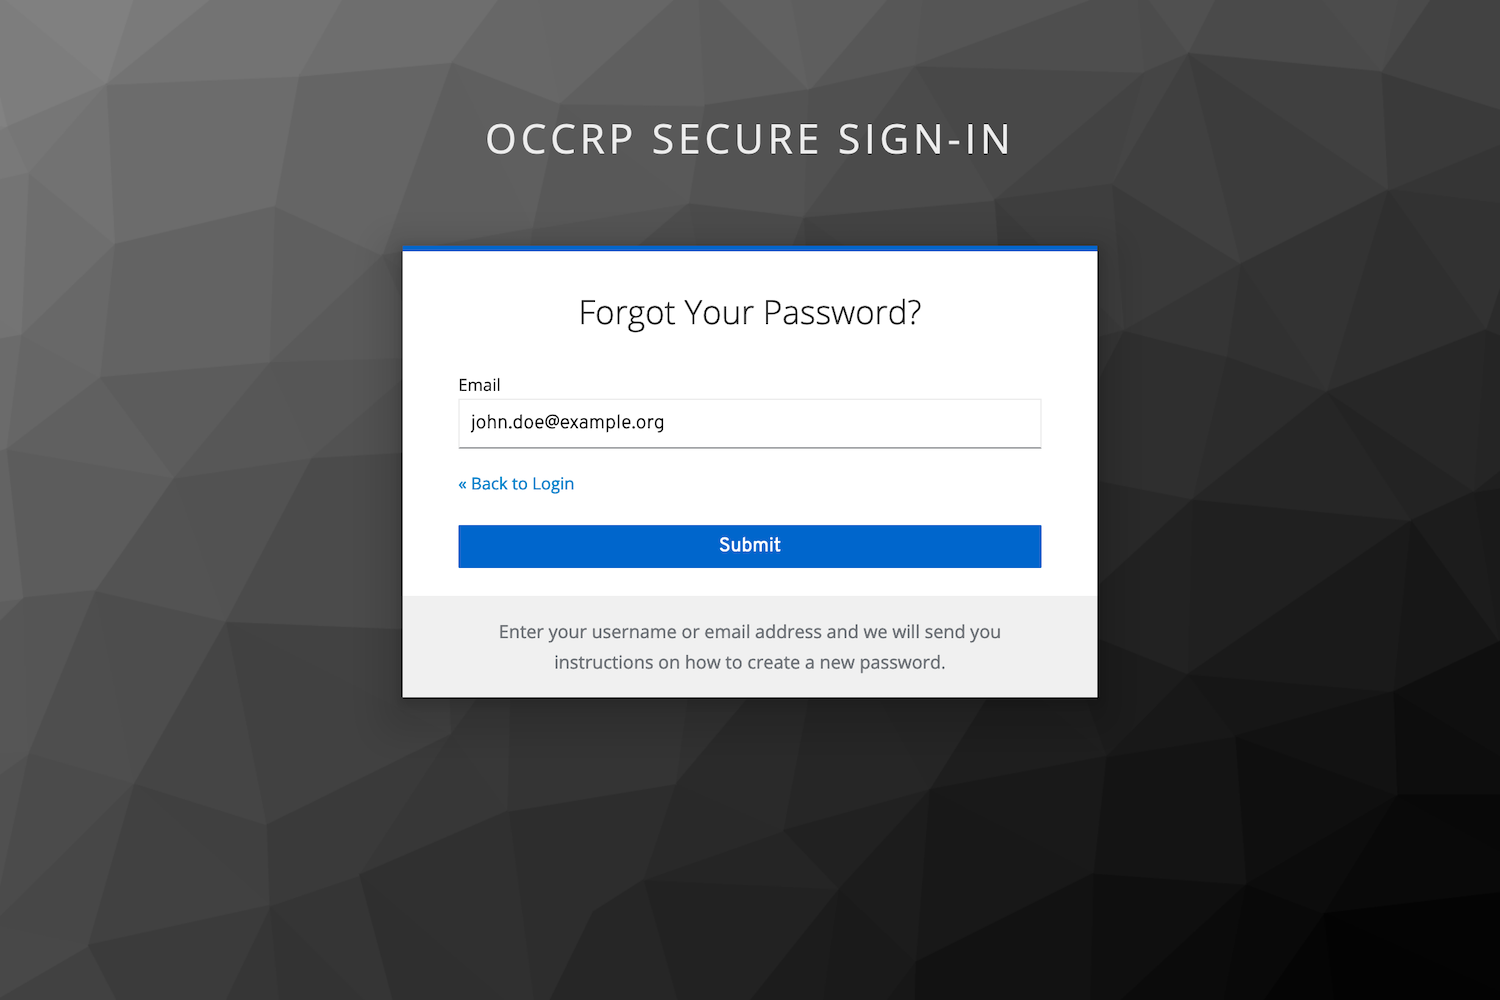 OCCRP SECURE SIGN-IN
Forgot Your Password?
Email
john.doe@example.org
« Back to Login
Submit
Enter your username or email address and we will send you
instructions on how to create a new password.